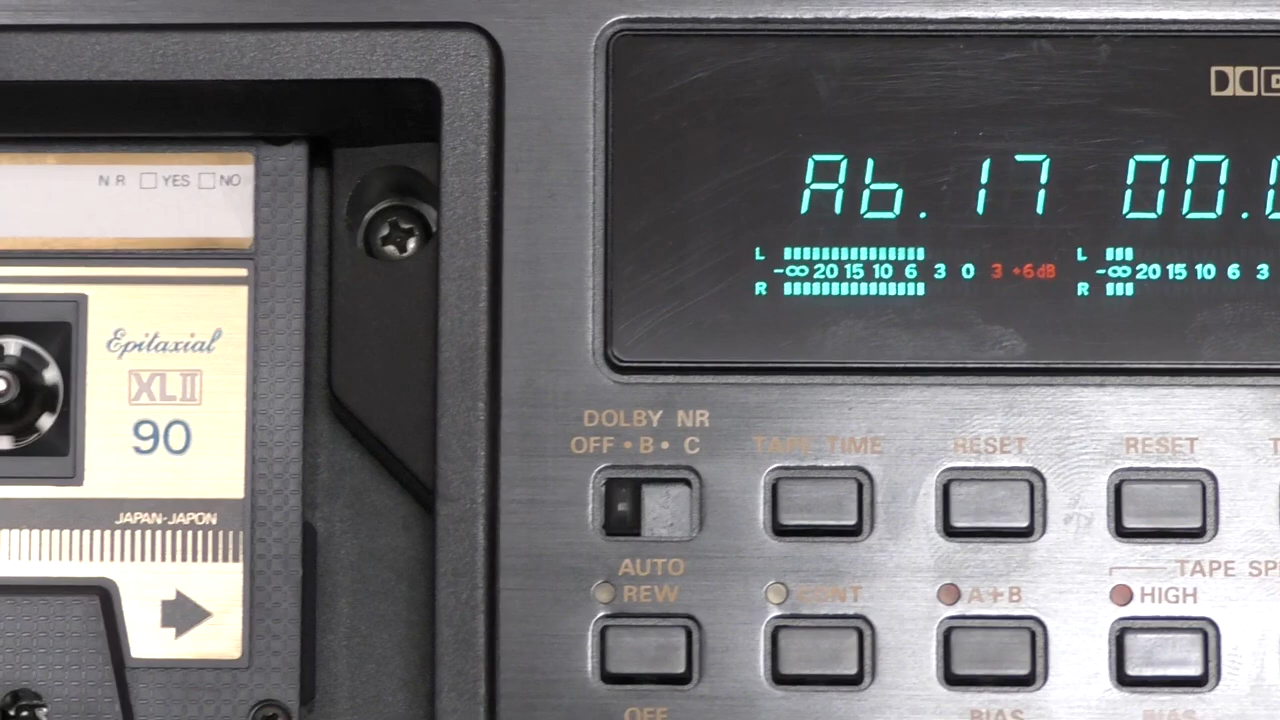 NR □ YES □ NO
Epitaxial
XLII
90
JAPAN-JAPON
Ab. 17 00.
L
-∞ 20 15 10 6 3 0 3 +6dB
R
L
-∞ 20 15 10 6 3
R
DOLBY NR
OFF • B • C
TAPE TIME
RESET
RESET
AUTO
REW
CONT
A+B
TAPE SP
HIGH
OFF
BIAS
BIAS